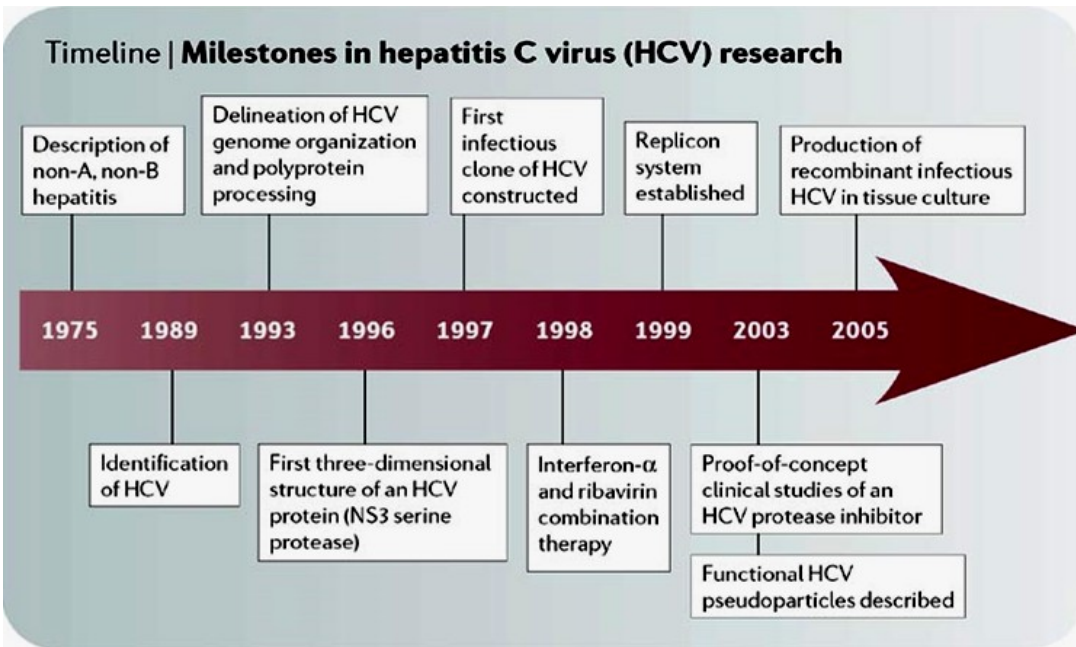 Timeline | Milestones in hepatitis C virus (HCV) research
Description of
non-A, non-B
hepatitis
Delineation of HCV
genome organization
and polyprotein
processing
First
infectious
clone of HCV
constructed
Replicon
system
established
Production of
recombinant infectious
HCV in tissue culture
1975 1989 1993 1996 1997 1998 1999 2003 2005
Identification
of HCV
First three-dimensional
structure of an HCV
protein (NS3 serine
protease)
Interferon-α
and ribavirin
combination
therapy
Proof-of-concept
clinical studies of an
HCV protease inhibitor
Functional HCV
pseudoparticles described